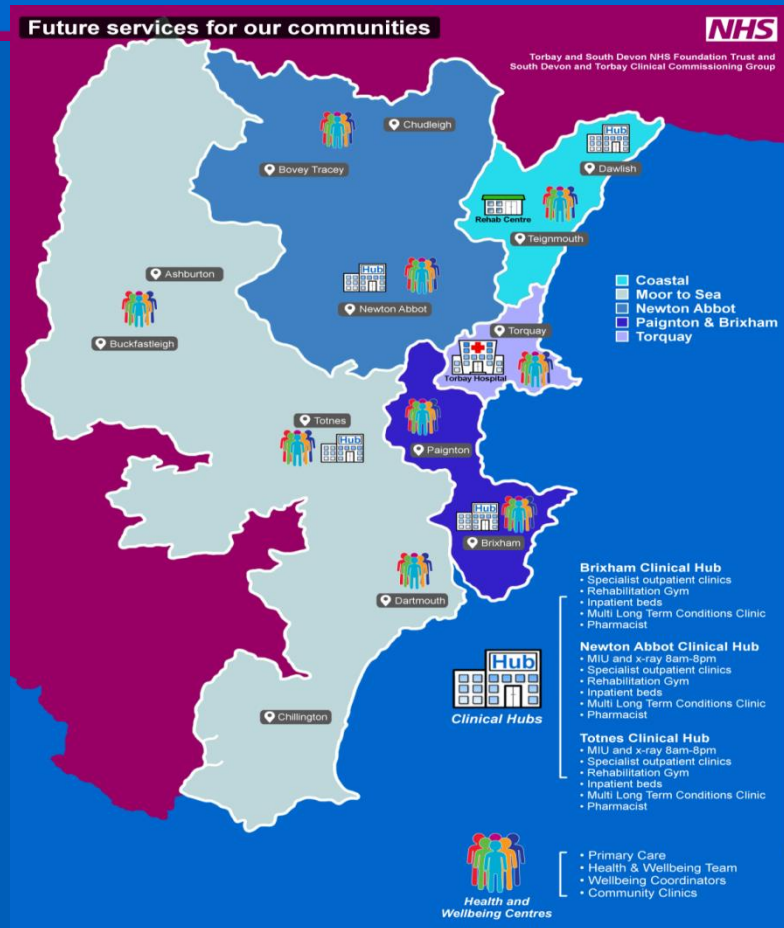 Future services for our communities
NHS
Torbay and South Devon NHS Foundation Trust and
South Devon and Torbay Clinical Commissioning Group
Chudleigh
Bovey Tracey
Hub
Dawlish
Rehab Centre
Teignmouth
Ashburton
Hub
Newton Abbot
Buckfastleigh
Coastal
Moor to Sea
Newton Abbot
Paignton & Brixham
Torquay
Torquay
Torbay Hospital
Totnes
Hub
Paignton
Hub
Brixham
Dartmouth
Chillington
Hub
Clinical Hubs
Brixham Clinical Hub
• Specialist outpatient clinics
• Rehabilitation Gym
• Inpatient beds
• Multi Long Term Conditions Clinic
• Pharmacist
Newton Abbot Clinical Hub
• MIU and x-ray 8am-8pm
• Specialist outpatient clinics
• Rehabilitation Gym
• Inpatient beds
• Multi Long Term Conditions Clinic
• Pharmacist
Totnes Clinical Hub
• MIU and x-ray 8am-8pm
• Specialist outpatient clinics
• Rehabilitation Gym
• Inpatient beds
• Multi Long Term Conditions Clinic
• Pharmacist
Health and
Wellbeing Centres
• Primary Care
• Health & Wellbeing Team
• Wellbeing Coordinators
• Community Clinics